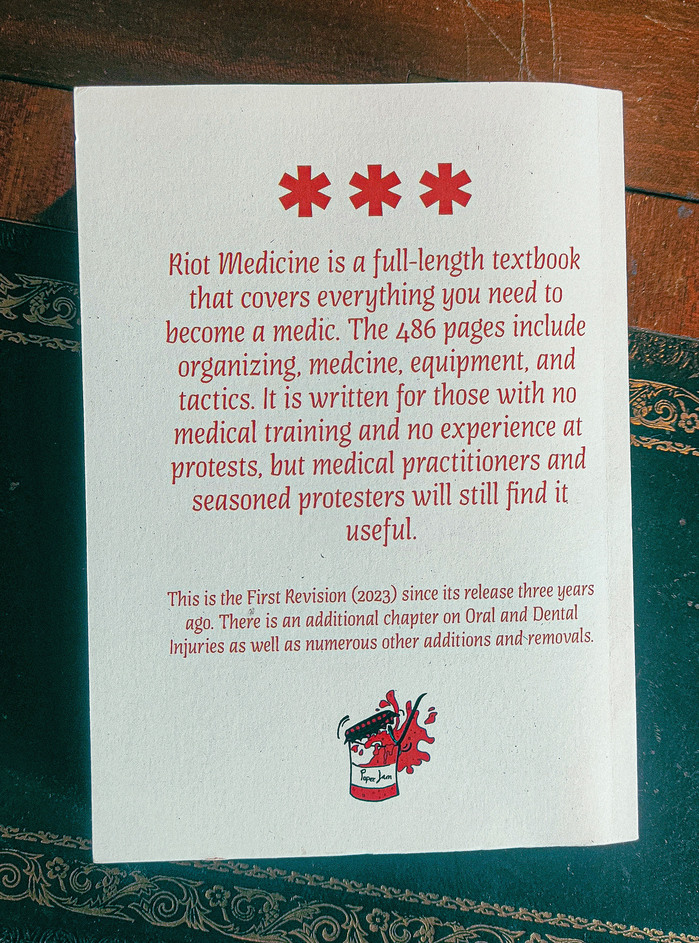 ***
Riot Medicine is a full-length textbook
that covers everything you need to
become a medic. The 486 pages include
organizing, medcine, equipment, and
tactics. It is written for those with no
medical training and no experience at
protests, but medical practitioners and
seasoned protesters will still find it
useful.
This is the First Revision (2023) since its release three years
ago. There is an additional chapter on Oral and Dental
Injuries as well as numerous other additions and removals.
Paper Jam